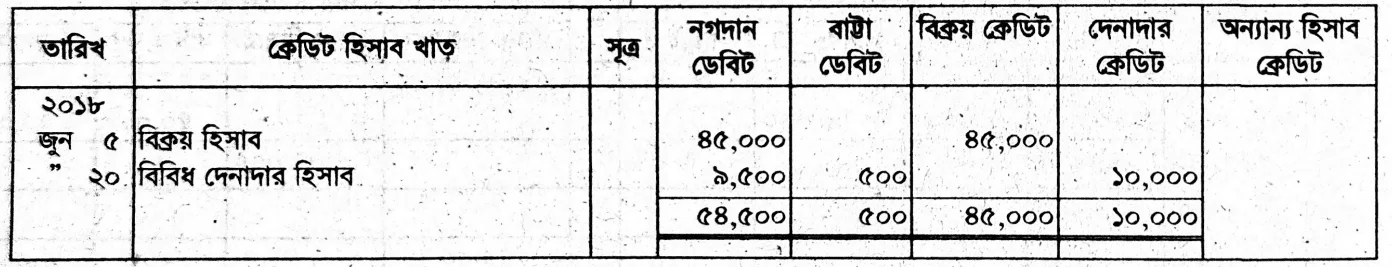 তারিখ ক্রেডিট হিসাব খাত সূত্র নগদান ডেবিট বাট্টা ডেবিট বিক্রয় ক্রেডিট দেনাদার ক্রেডিট অন্যান্য হিসাব ক্রেডিট
২০১৮
জুন ৫ বিক্রয় হিসাব ৪৫,০০০ ৪৫,০০০
” ২০ বিবিধ দেনাদার হিসাব ৯,৫০০ ৫০০ ১০,০০০
৫৪,৫০০ ৫০০ ৪৫,০০০ ১০,০০০